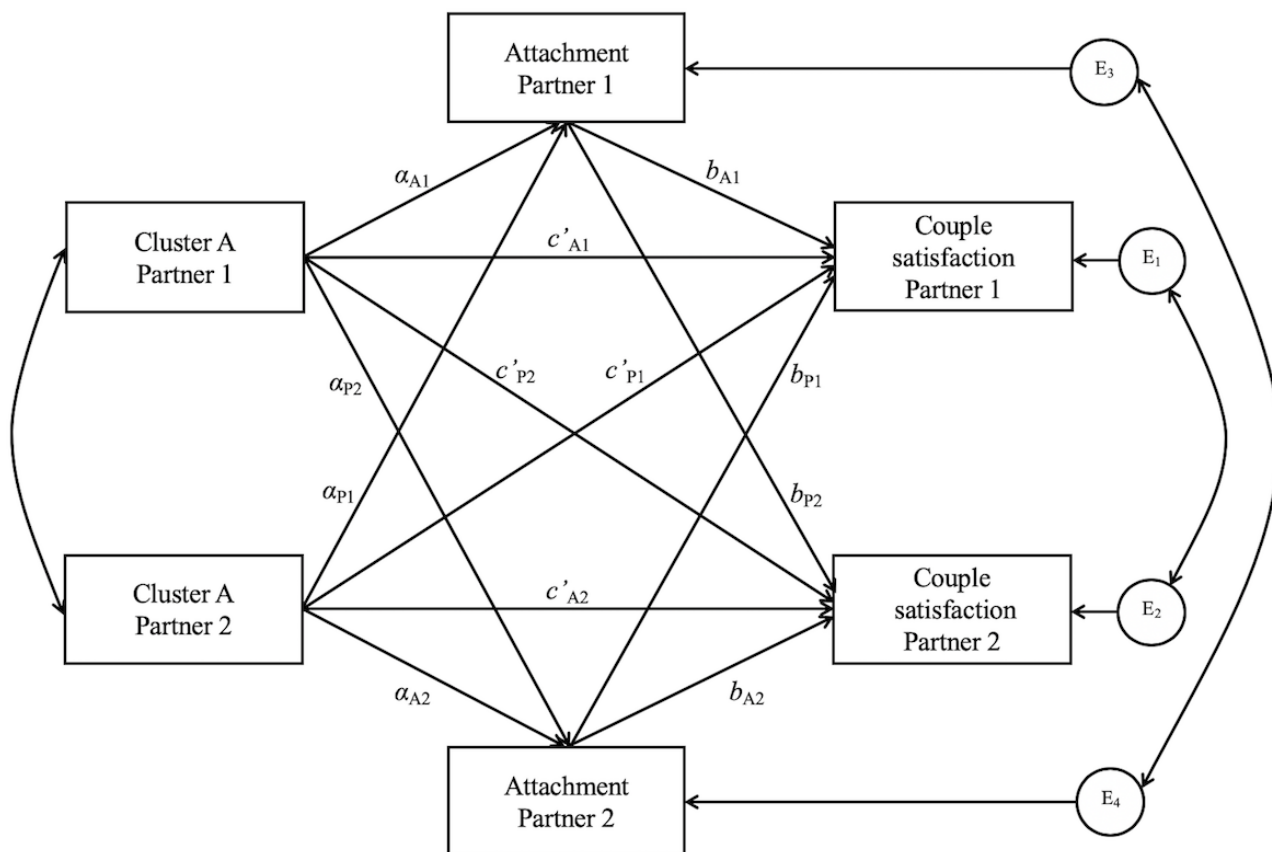 Attachment
Partner 1
E3
αA1
bA1
Cluster A
Partner 1
c’A1
Couple
satisfaction
Partner 1
E1
αP2
c’P2
c’P1
bP1
αP1
bP2
Cluster A
Partner 2
c’A2
Couple
satisfaction
Partner 2
E2
αA2
bA2
Attachment
Partner 2
E4